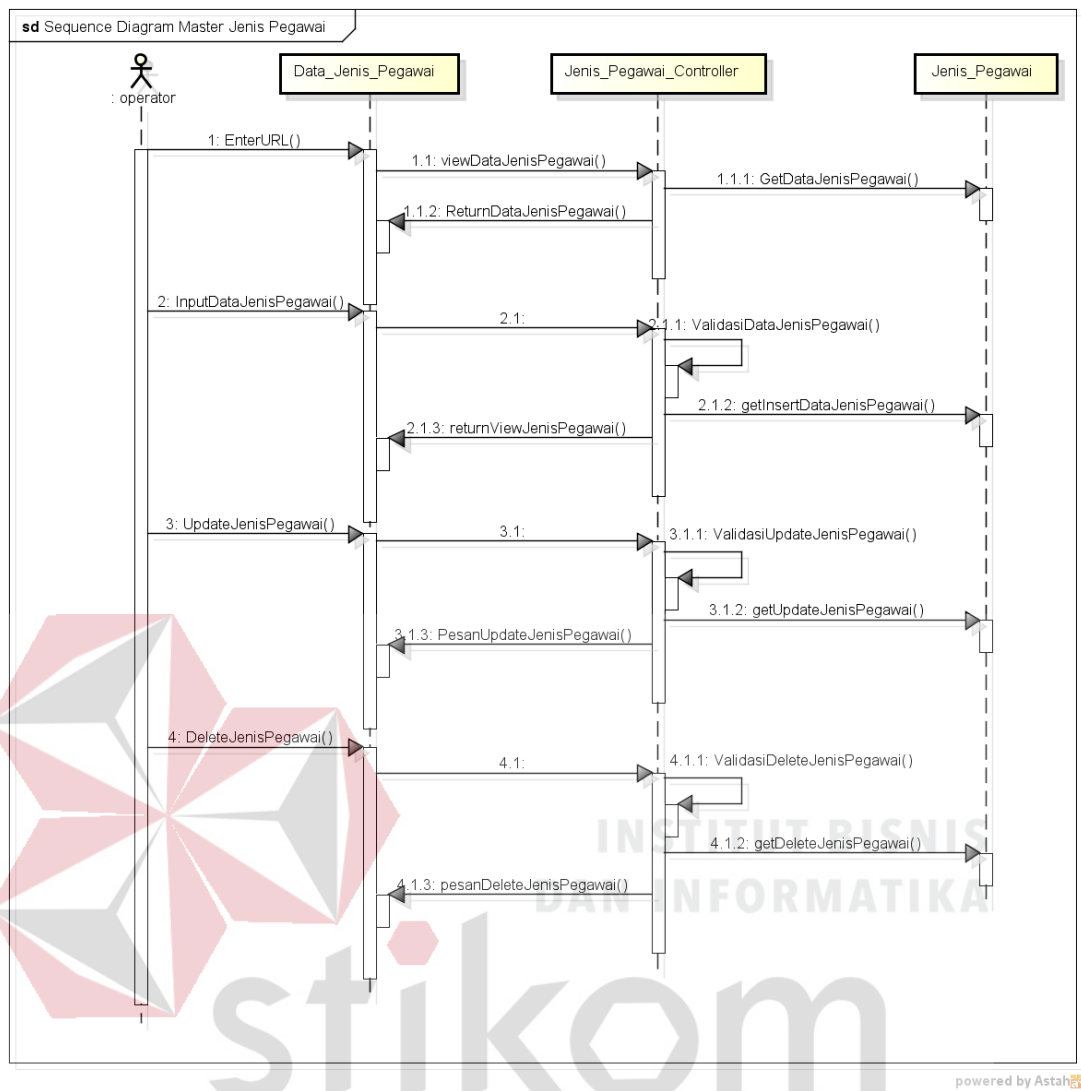 sd Sequence Diagram Master Jenis Pegawai
: operator
Data_Jenis_Pegawai
Jenis_Pegawai_Controller
Jenis_Pegawai
1: EnterURL()
1.1: viewDataJenisPegawai()
1.1.1: GetDataJenisPegawai()
1.1.2: ReturnDataJenisPegawai()
2: InputDataJenisPegawai()
2.1:
2.1.1: ValidasiDataJenisPegawai()
2.1.2: getInsertDataJenisPegawai()
2.1.3: returnViewJenisPegawai()
3: UpdateJenisPegawai()
3.1:
3.1.1: ValidasiUpdateJenisPegawai()
3.1.2: getUpdateJenisPegawai()
3.1.3: PesanUpdateJenisPegawai()
4: DeleteJenisPegawai()
4.1:
4.1.1: ValidasiDeleteJenisPegawai()
4.1.2: getDeleteJenisPegawai()
4.1.3: pesanDeleteJenisPegawai()
INSTITUT BISNIS
DAN INFORMATIKA
stikom
powered by Astah